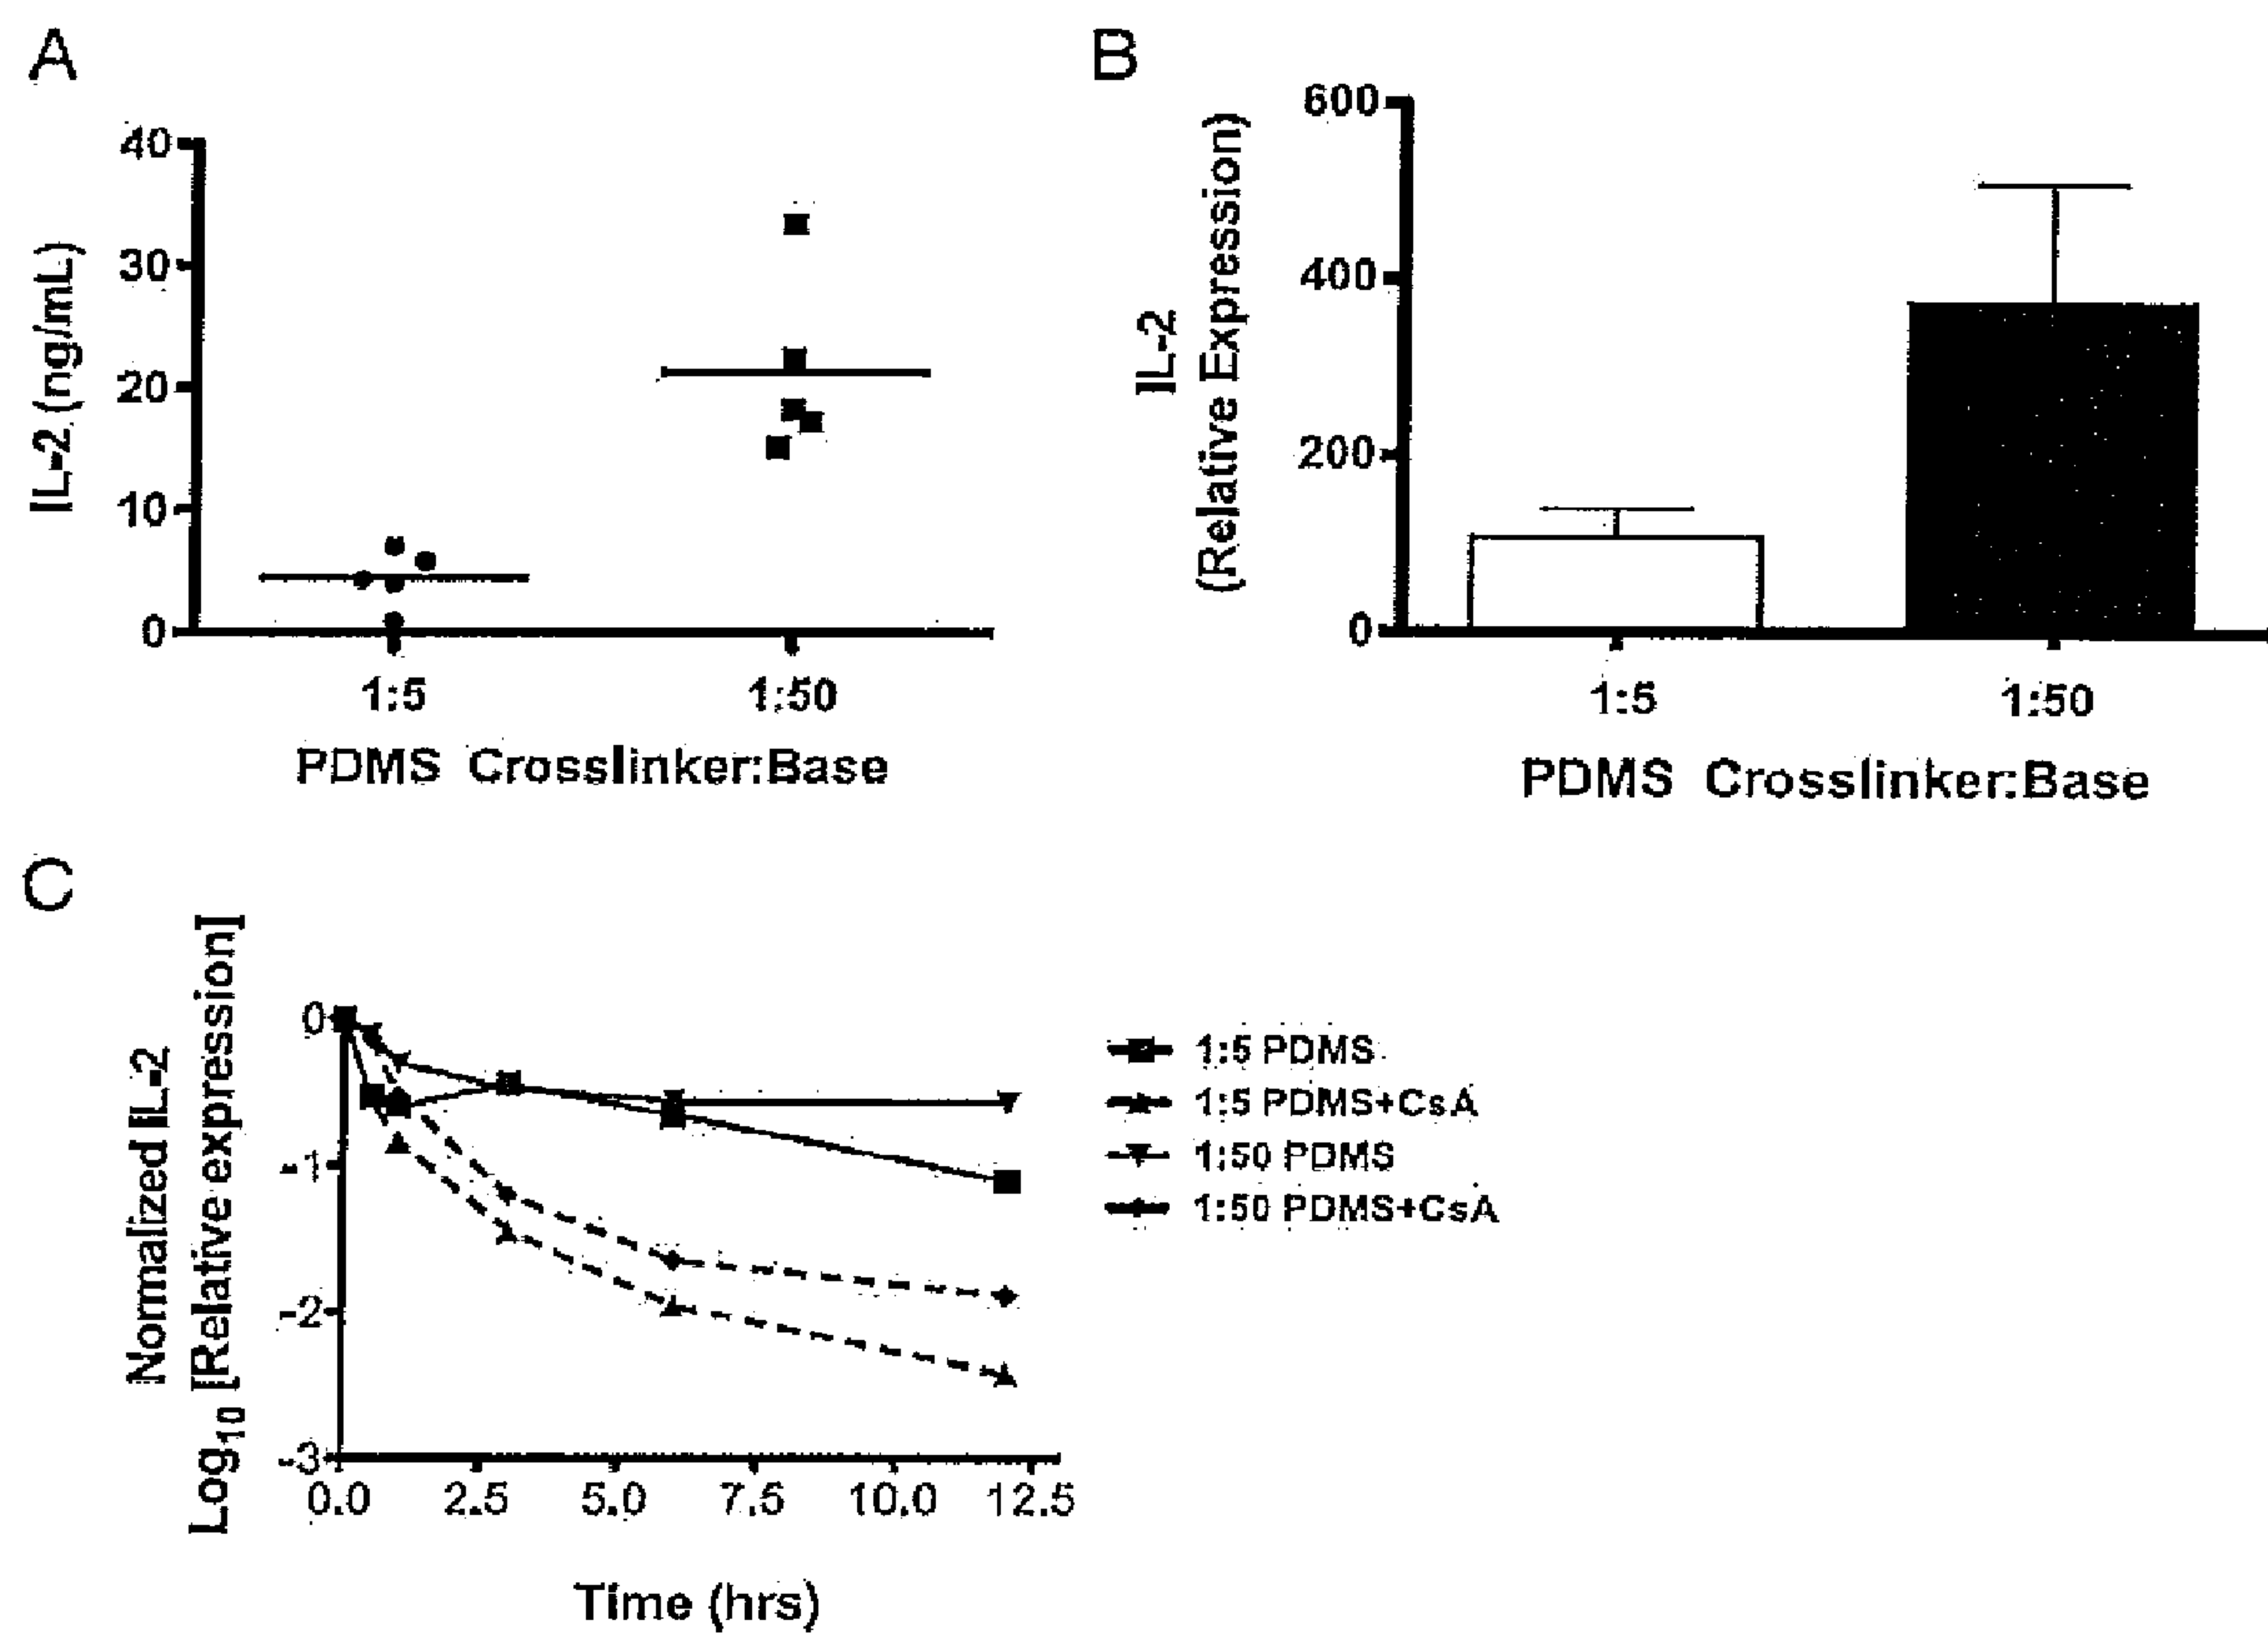 A
B
40
30
20
10
0
IL-2 (ng/mL)
1:5
1:50
PDMS Crosslinker:Base
600
400
200
0
IL-2
(Relative Expression)
1:5
1:50
PDMS Crosslinker:Base
C
Normalized IL-2
Log10 [Relative expression]
0
-1
-2
-3
0.0
2.5
5.0
7.5
10.0
12.5
Time (hrs)
1:5 PDMS
1:5 PDMS+CsA
1:50 PDMS
1:50 PDMS+CsA